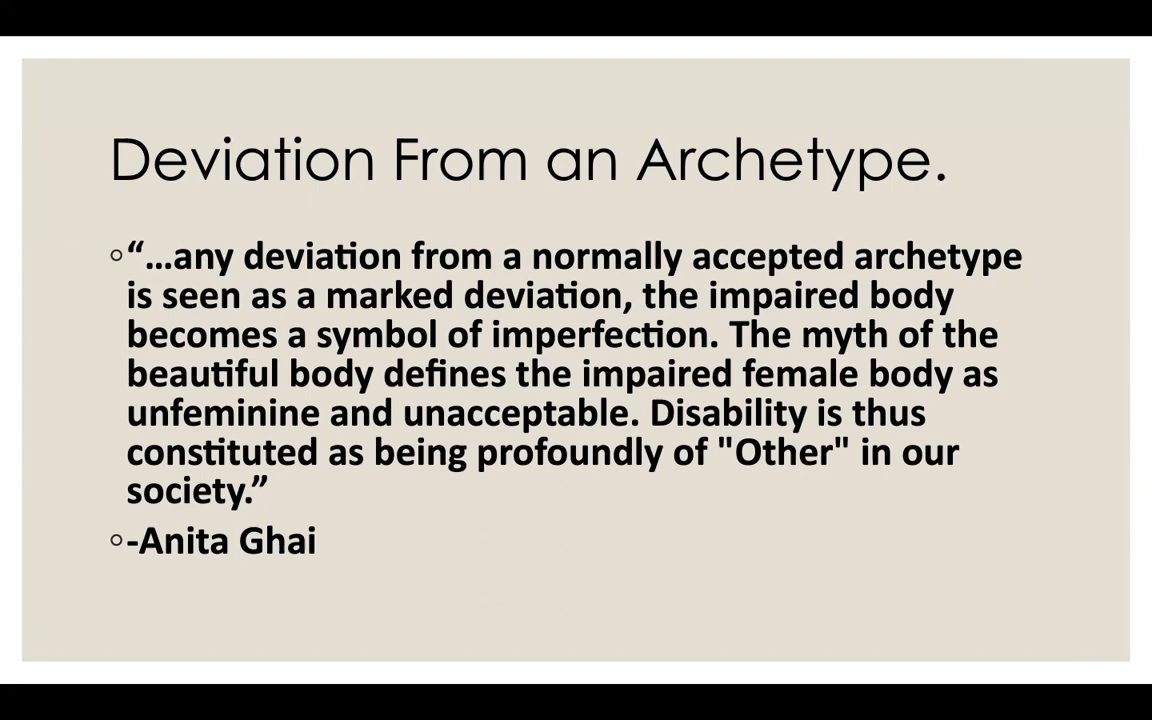 Deviation From an Archetype.
“...any deviation from a normally accepted archetype
is seen as a marked deviation, the impaired body
becomes a symbol of imperfection. The myth of the
beautiful body defines the impaired female body as
unfeminine and unacceptable. Disability is thus
constituted as being profoundly of "Other" in our
society.”
-Anita Ghai